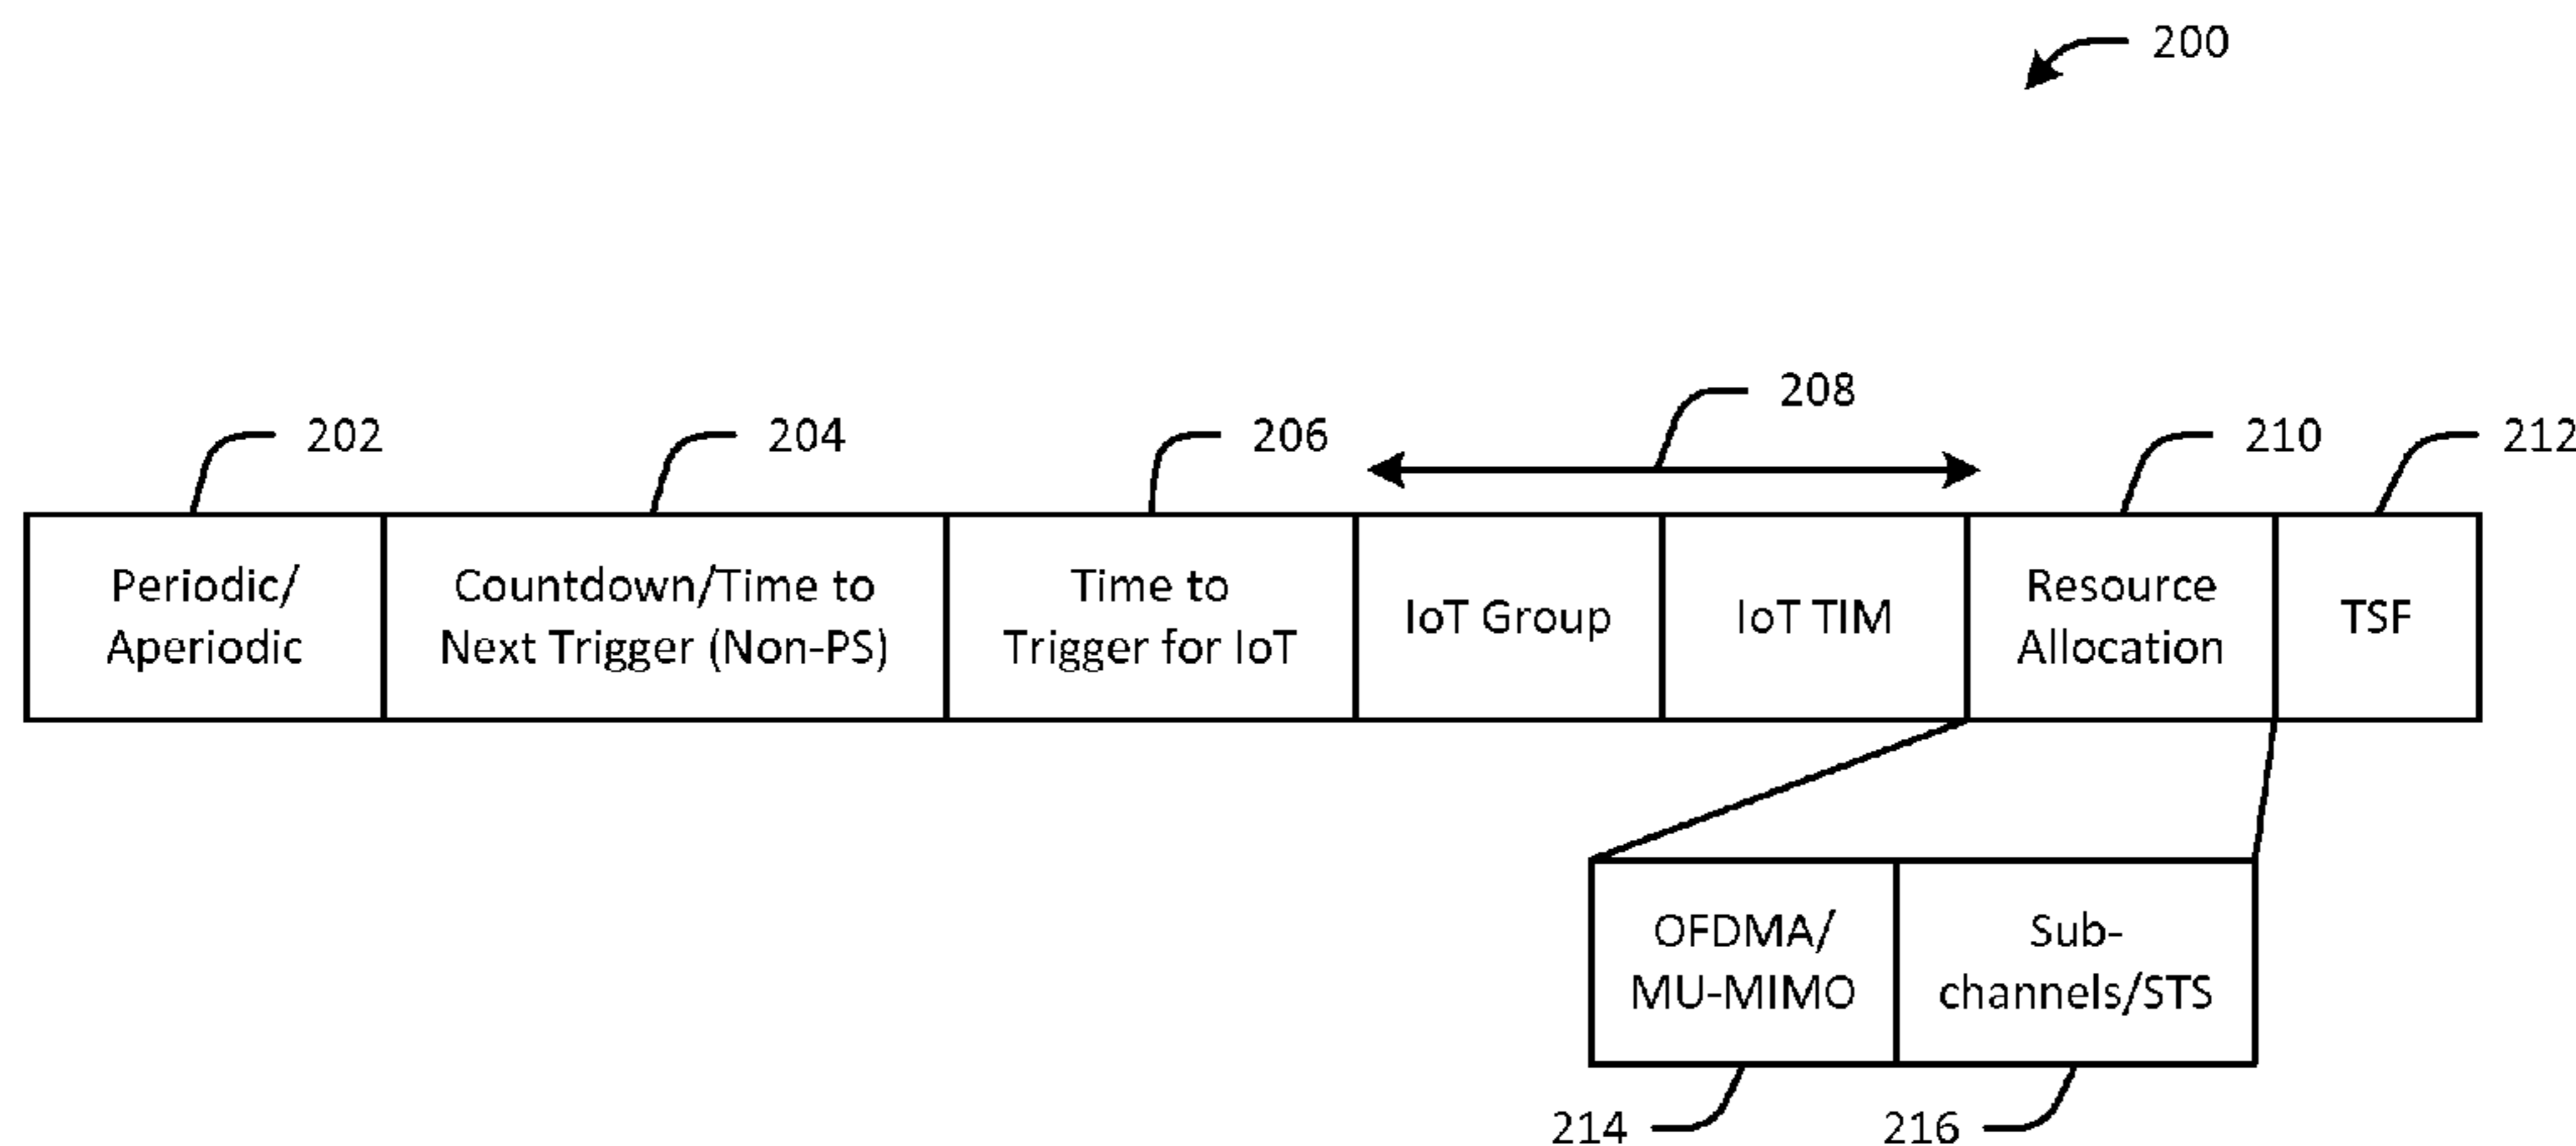 200
208
202
204
206
210
212
Periodic/
Aperiodic
Countdown/Time to
Next Trigger (Non-PS)
Time to
Trigger for IoT
IoT Group
IoT TIM
Resource
Allocation
TSF
OFDMA/
MU-MIMO
Sub-
channels/STS
214
216